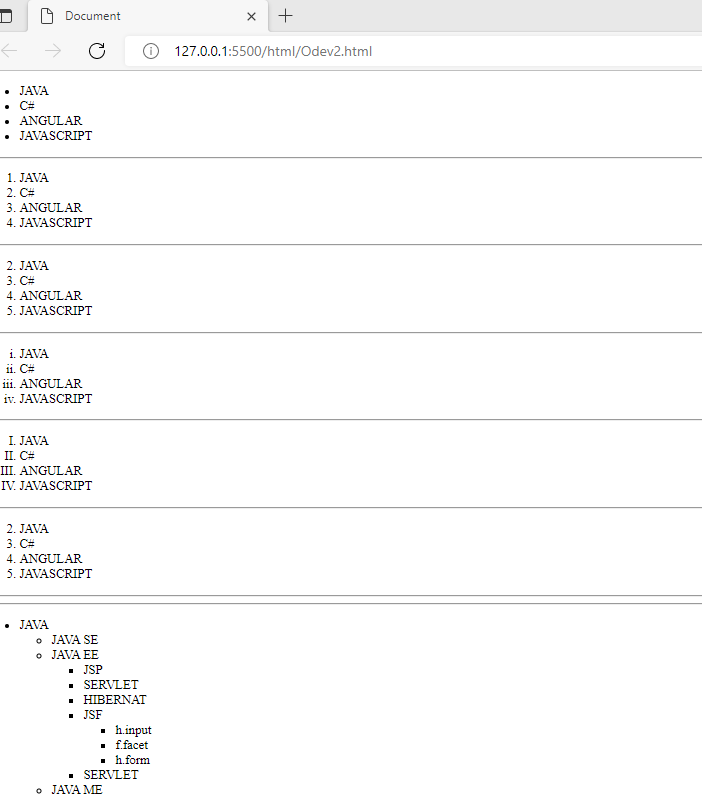 Document
127.0.0.1:5500/html/Odev2.html
• JAVA
• C#
• ANGULAR
• JAVASCRIPT
1. JAVA
2. C#
3. ANGULAR
4. JAVASCRIPT
2. JAVA
3. C#
4. ANGULAR
5. JAVASCRIPT
i. JAVA
ii. C#
iii. ANGULAR
iv. JAVASCRIPT
I. JAVA
II. C#
III. ANGULAR
IV. JAVASCRIPT
2. JAVA
3. C#
4. ANGULAR
5. JAVASCRIPT
• JAVA
◦ JAVA SE
◦ JAVA EE
▪ JSP
▪ SERVLET
▪ HIBERNAT
▪ JSF
▪ h.input
▪ f.facet
▪ h.form
▪ SERVLET
◦ JAVA ME